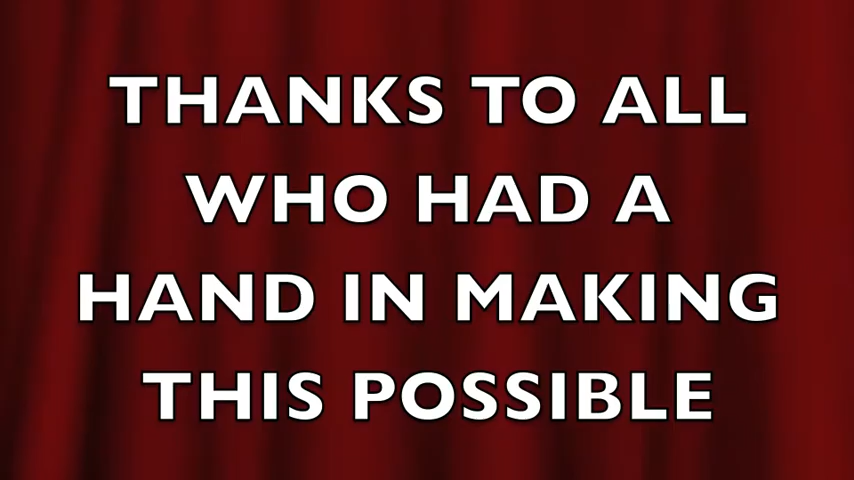 THANKS TO ALL
WHO HAD A
HAND IN MAKING
THIS POSSIBLE